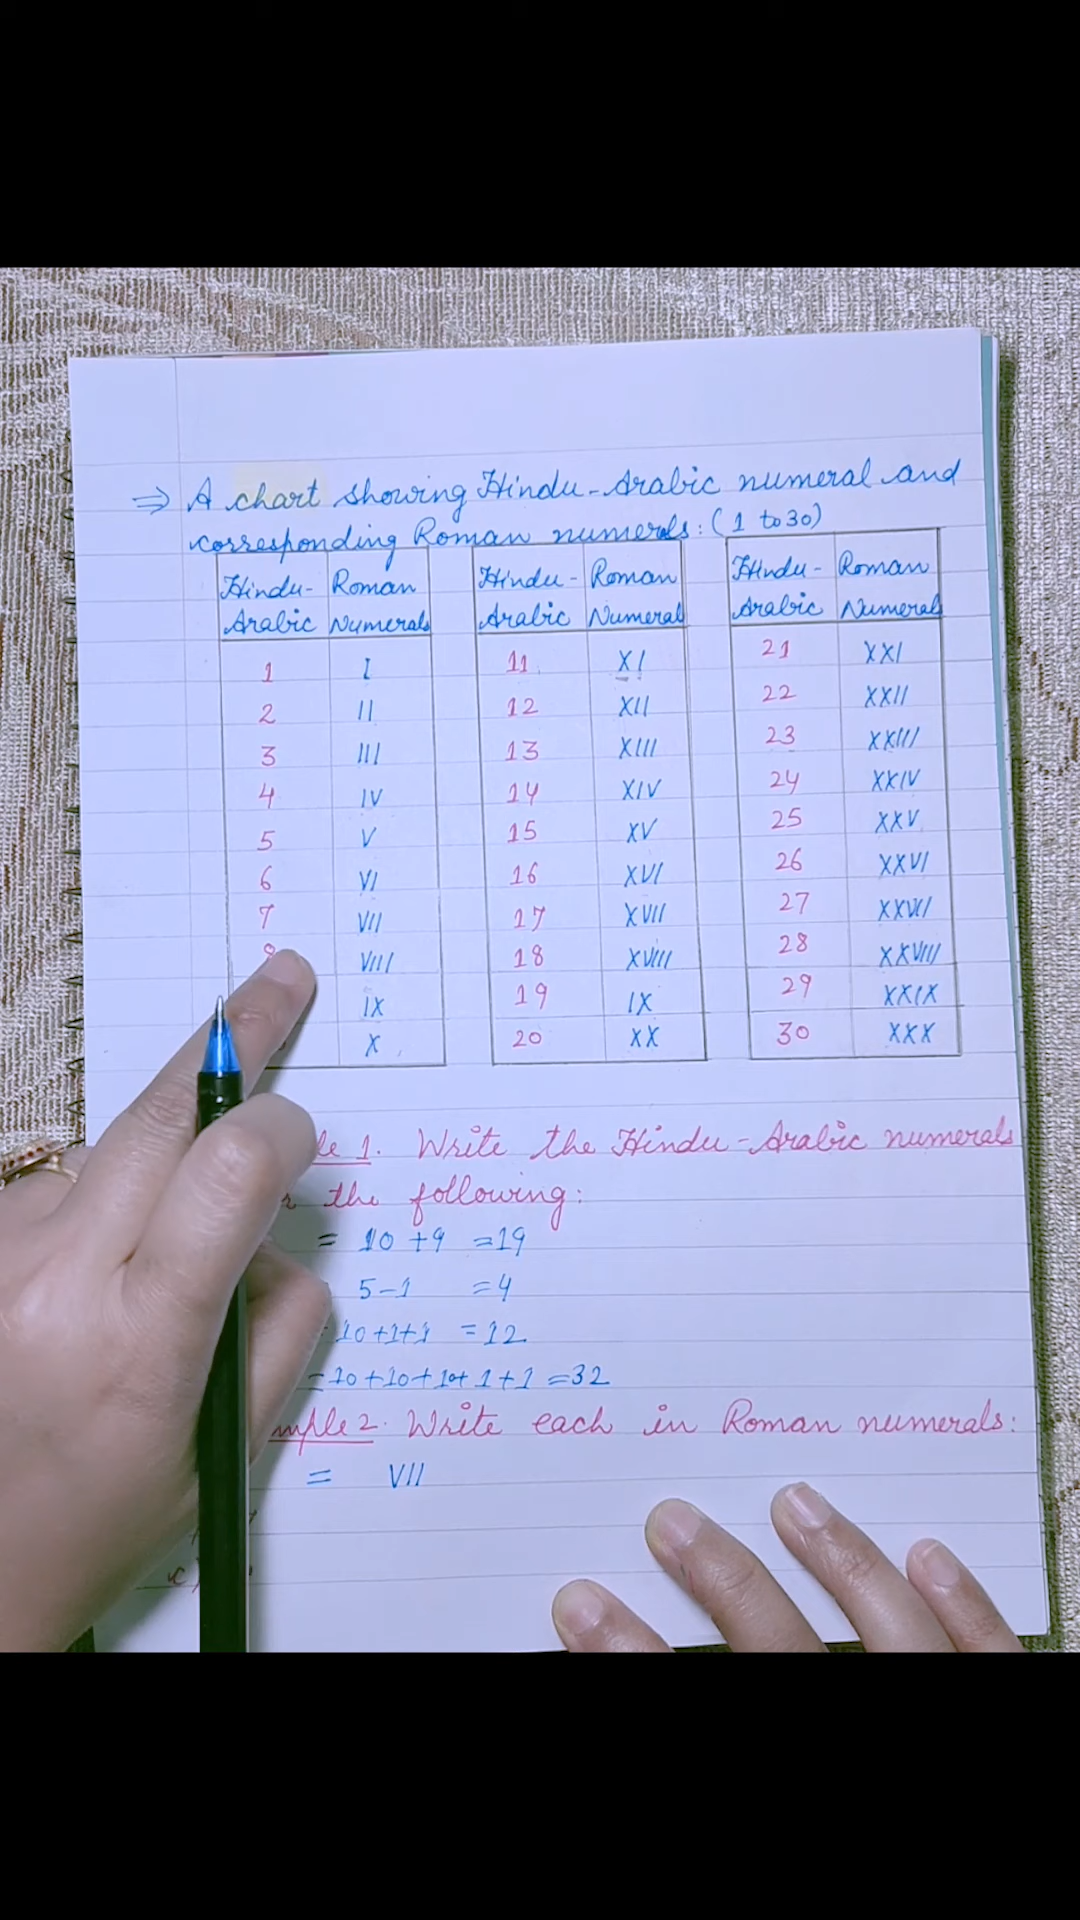 ⇒ A chart showing Hindu-Arabic numeral and
corresponding Roman numerals: (1 to 30)
Hindu-Arabic Roman Numerals Hindu-Arabic Roman Numeral Hindu-Arabic Roman Numeral
1 I 11 XI 21 XXI
2 II 12 XII 22 XXII
3 III 13 XIII 23 XXIII
4 IV 14 XIV 24 XXIV
5 V 15 XV 25 XXV
6 VI 16 XVI 26 XXVI
7 VII 17 XVII 27 XXVII
8 VIII 18 XVIII 28 XXVIII
IX 19 IX 29 XXIX
X 20 XX 30 XXX
1. Write the Hindu-Arabic numerals
the following:
= 10 + 9 = 19
5 - 1 = 4
10 + 1 + 1 = 12
= 10 + 10 + 10 + 1 + 1 = 32
2. Write each in Roman numerals:
= VII
c)